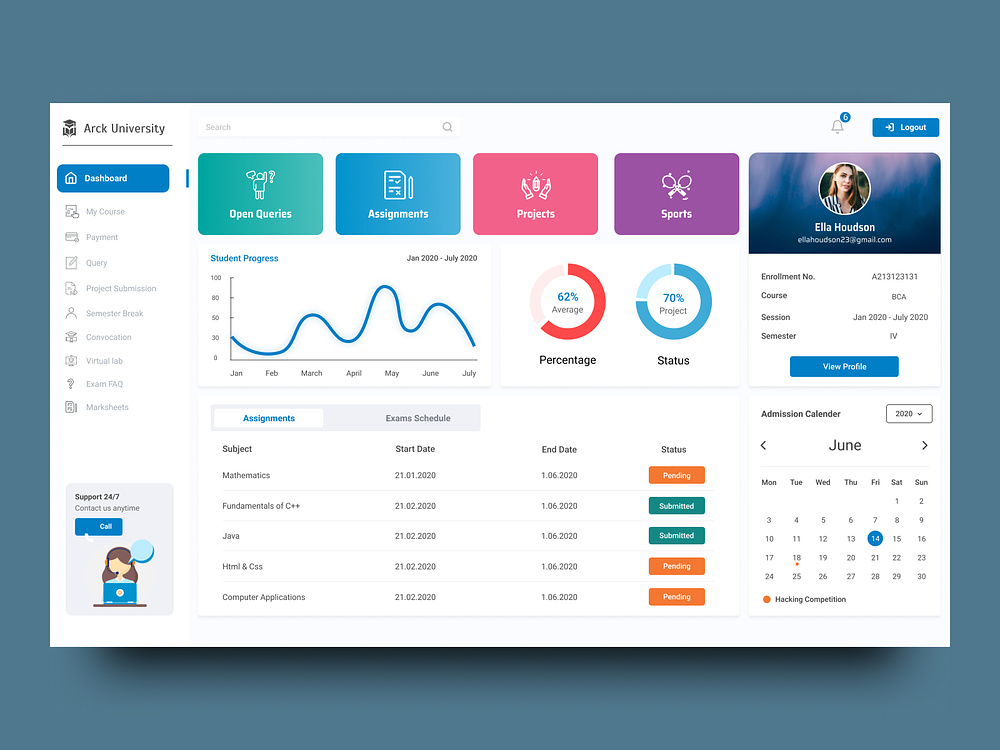 Arck University
Search
6
Logout
Dashboard
My Course
Payment
Query
Project Submission
Semester Break
Convocation
Virtual lab
Exam FAQ
Marksheets
Support 24/7
Contact us anytime
Call
Open Queries
Assignments
Projects
Sports
Student Progress
Jan 2020 - July 2020
100
80
50
30
0
Jan Feb March April May June July
62%
Average
Percentage
70%
Project
Status
Ella Houdson
ellahoudson23@gmail.com
Enrollment No. A213123131
Course BCA
Session Jan 2020 - July 2020
Semester IV
View Profile
Assignments Exams Schedule
Subject Start Date End Date Status
Mathematics 21.01.2020 1.06.2020 Pending
Fundamentals of C++ 21.02.2020 1.06.2020 Submitted
Java 21.02.2020 1.06.2020 Submitted
Html & Css 21.02.2020 1.06.2020 Pending
Computer Applications 21.02.2020 1.06.2020 Pending
Admission Calender 2020
June
Mon Tue Wed Thu Fri Sat Sun
1 2
3 4 5 6 7 8 9
10 11 12 13 14 15 16
17 18 19 20 21 22 23
24 25 26 27 28 29 30
Hacking Competition